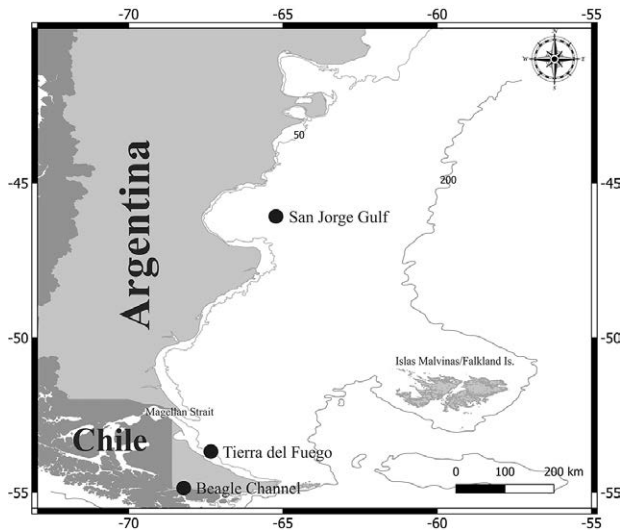 -70 -65 -60 -55
N
W E
S
50
-45 200 -45
San Jorge Gulf
Argentina
-50 -50
Islas Malvinas/Falkland Is.
Magellan Strait
Chile
Tierra del Fuego
0 100 200 km
Beagle Channel
-55 -55
-70 -65 -60 -55